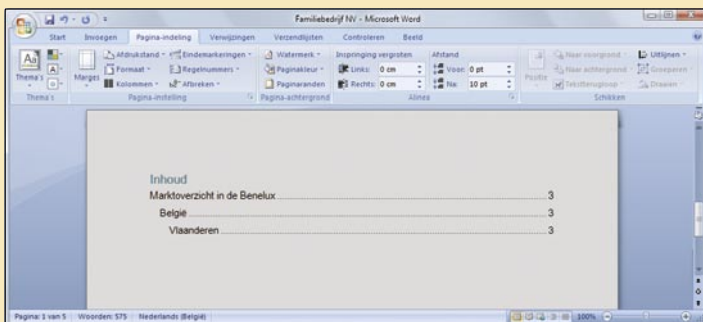 Familiebedrijf NV - Microsoft Word
Start Invoegen Pagina-indeling Verwijzingen Verzendlijsten Controleren Beeld
Thema's
Marges
Afdrukstand
Formaat
Kolommen
Eindemarkeringen
Regelnummers
Afbreken
Watermerk
Paginakleur
Paginaranden
Inspringing vergroten
Links: 0 cm
Rechts: 0 cm
Afstand
Voor: 0 pt
Na: 10 pt
Positie
Naar voorgrond
Naar achtergrond
Tekstterugloop
Uitlijnen
Groeperen
Draaien
Thema's Pagina-instelling Pagina-achtergrond Alinea Schikken
Inhoud
Marktoverzicht in de Benelux 3
België 3
Vlaanderen 3
Pagina: 1 van 5 Woorden: 575 Nederlands (België) 100%